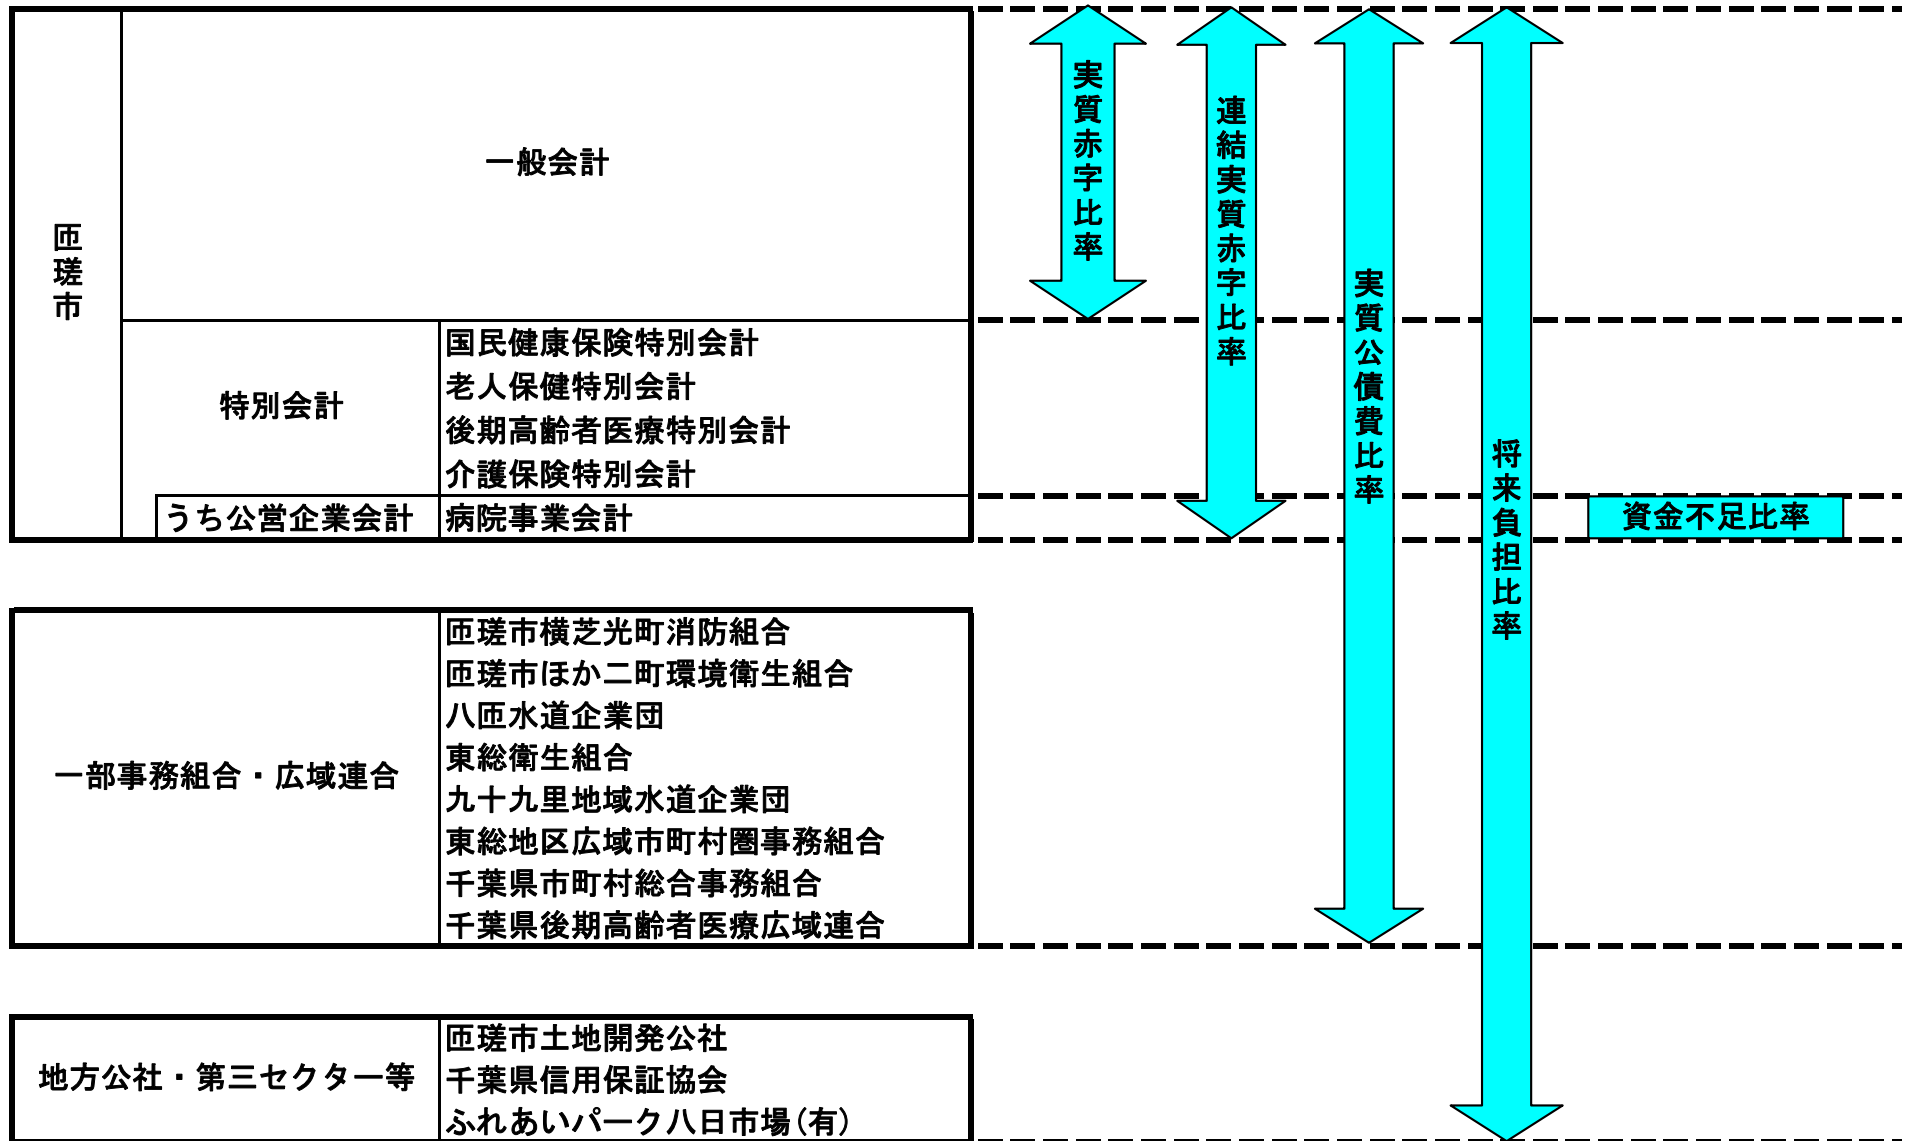 匝瑳市
一般会計
特別会計
国民健康保険特別会計
老人保健特別会計
後期高齢者医療特別会計
介護保険特別会計
うち公営企業会計
病院事業会計
実質赤字比率
連結実質赤字比率
実質公債費比率
将来負担比率
資金不足比率
一部事務組合・広域連合
匝瑳市横芝光町消防組合
匝瑳市ほか二町環境衛生組合
八匝水道企業団
東総衛生組合
九十九里地域水道企業団
東総地区広域市町村圏事務組合
千葉県市町村総合事務組合
千葉県後期高齢者医療広域連合
地方公社・第三セクター等
匝瑳市土地開発公社
千葉県信用保証協会
ふれあいパーク八日市場(有)